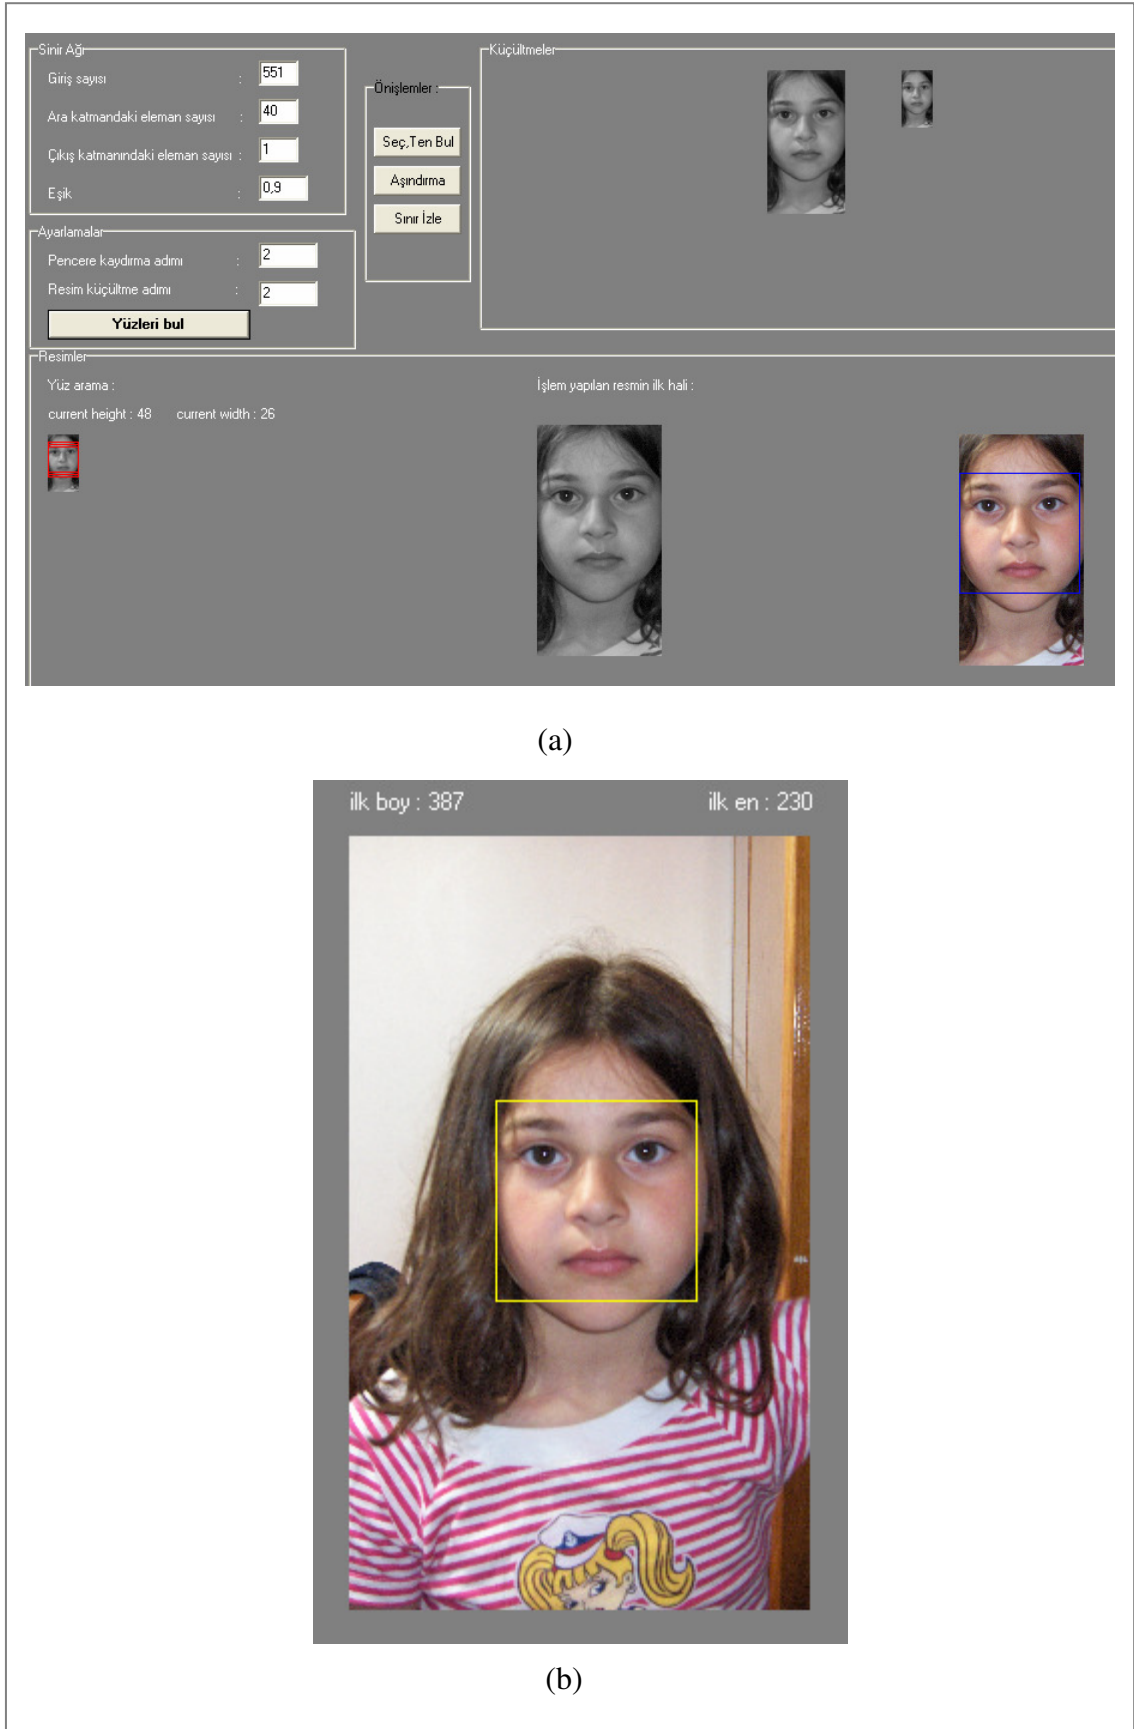 Sinir Ağı
Giriş sayısı : 551
Ara katmandaki eleman sayısı : 40
Çıkış katmanındaki eleman sayısı : 1
Eşik : 0,9
Önişlemler :
Seç,Ten Bul
Aşındırma
Sınır İzle
Küçültmeler
Ayarlamalar
Pencere kaydırma adımı : 2
Resim küçültme adımı : 2
Yüzleri bul
Resimler
Yüz arama :
current height : 48 current width : 26
İşlem yapılan resmin ilk hali :
(a)
ilk boy : 387 ilk en : 230
(b)